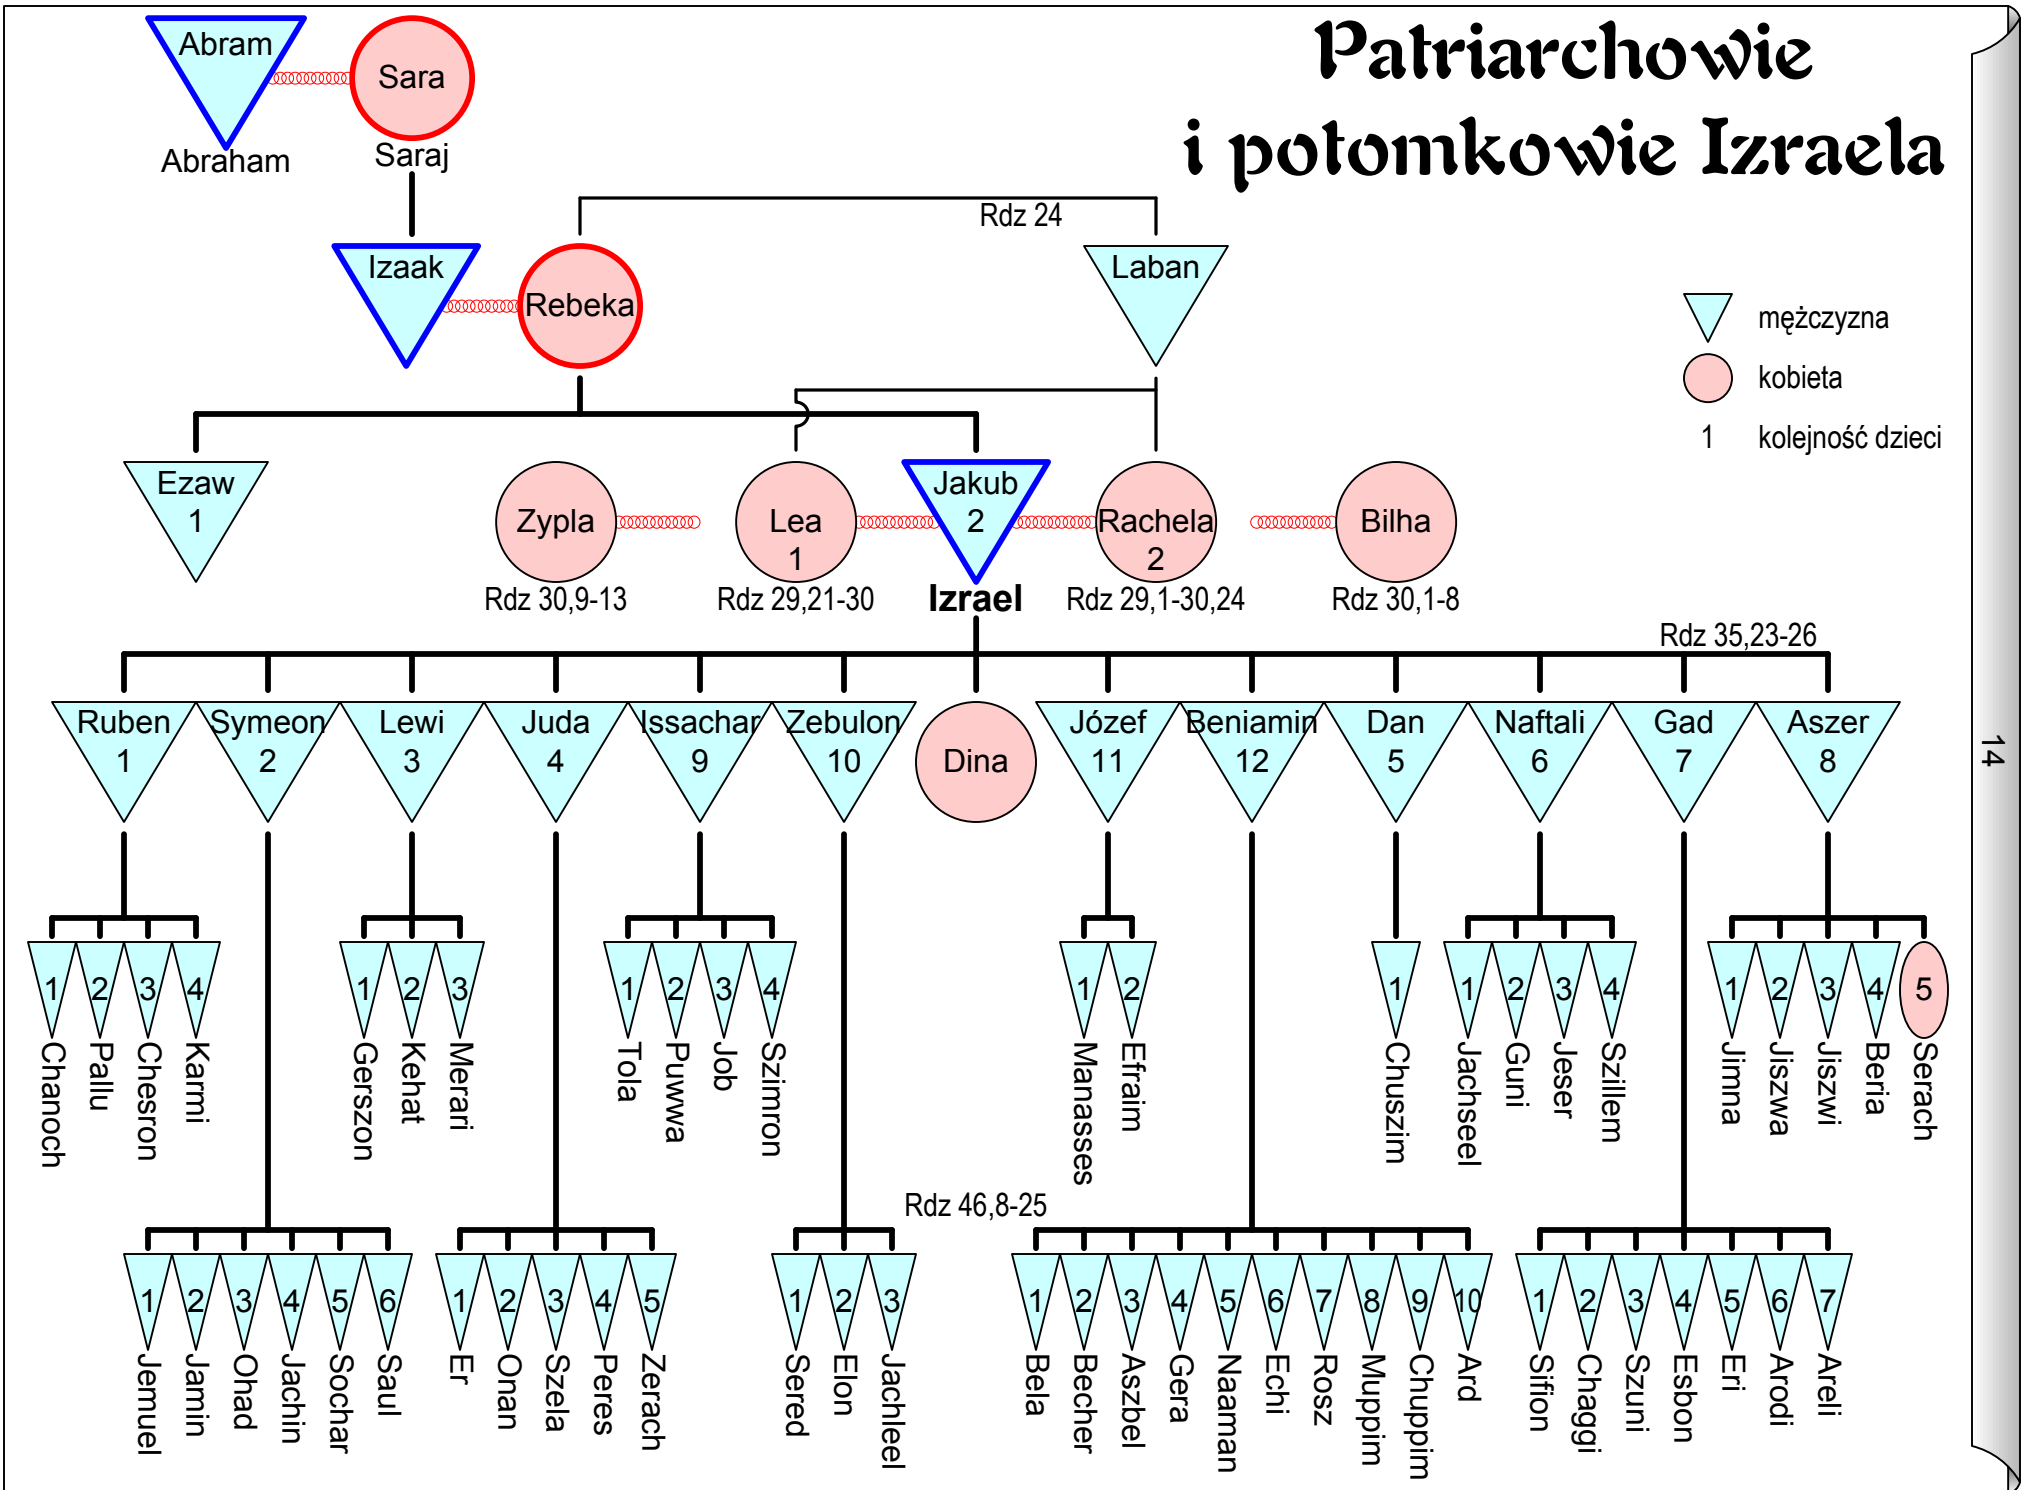 Patriarchowie
i potomkowie Izraela
Abram
Abraham
Sara
Saraj
Rdz 24
Izaak
Rebeka
Laban
mężczyzna
kobieta
1 kolejność dzieci
Ezaw
1
Zypla
Rdz 30,9-13
Lea
1
Rdz 29,21-30
Jakub
2
Izrael
Rachela
2
Rdz 29,1-30,24
Bilha
Rdz 30,1-8
Rdz 35,23-26
Ruben
1
Symeon
2
Lewi
3
Juda
4
Issachar
9
Zebulon
10
Dina
Józef
11
Beniamin
12
Dan
5
Naftali
6
Gad
7
Aszer
8
14
1 Chanoch
2 Pallu
3 Chesron
4 Karmi
1 Gerszon
2 Kehat
3 Merari
1 Tola
2 Puwwa
3 Job
4 Szimron
1 Manasses
2 Efraim
1 Chuszim
1 Jachseel
2 Guni
3 Jeser
4 Szillem
1 Jimna
2 Jiszwa
3 Jiszwi
4 Beria
5 Serach
Rdz 46,8-25
1 Jemuel
2 Jamin
3 Ohad
4 Jachin
5 Sochar
6 Saul
1 Er
2 Onan
3 Szela
4 Peres
5 Zerach
1 Sered
2 Elon
3 Jachleel
1 Bela
2 Becher
3 Aszbel
4 Gera
5 Naaman
6 Echi
7 Rosz
8 Muppim
9 Chuppim
10 Ard
1 Sifion
2 Chaggi
3 Szuni
4 Esbon
5 Eri
6 Arodi
7 Areli